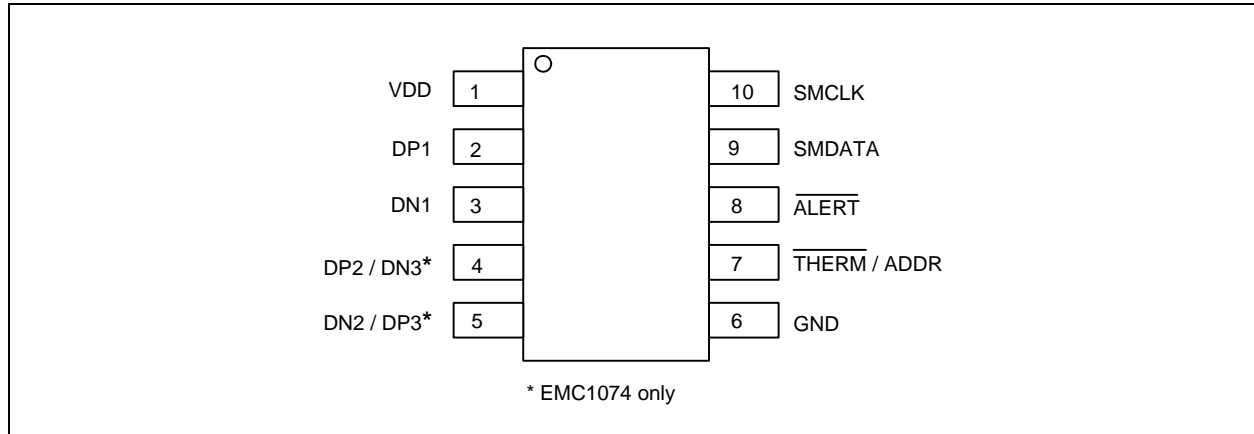 VDD 1
DP1 2
DN1 3
DP2 / DN3* 4
DN2 / DP3* 5
10 SMCLK
9 SMDATA
8 ALERT
7 THERM / ADDR
6 GND
* EMC1074 only